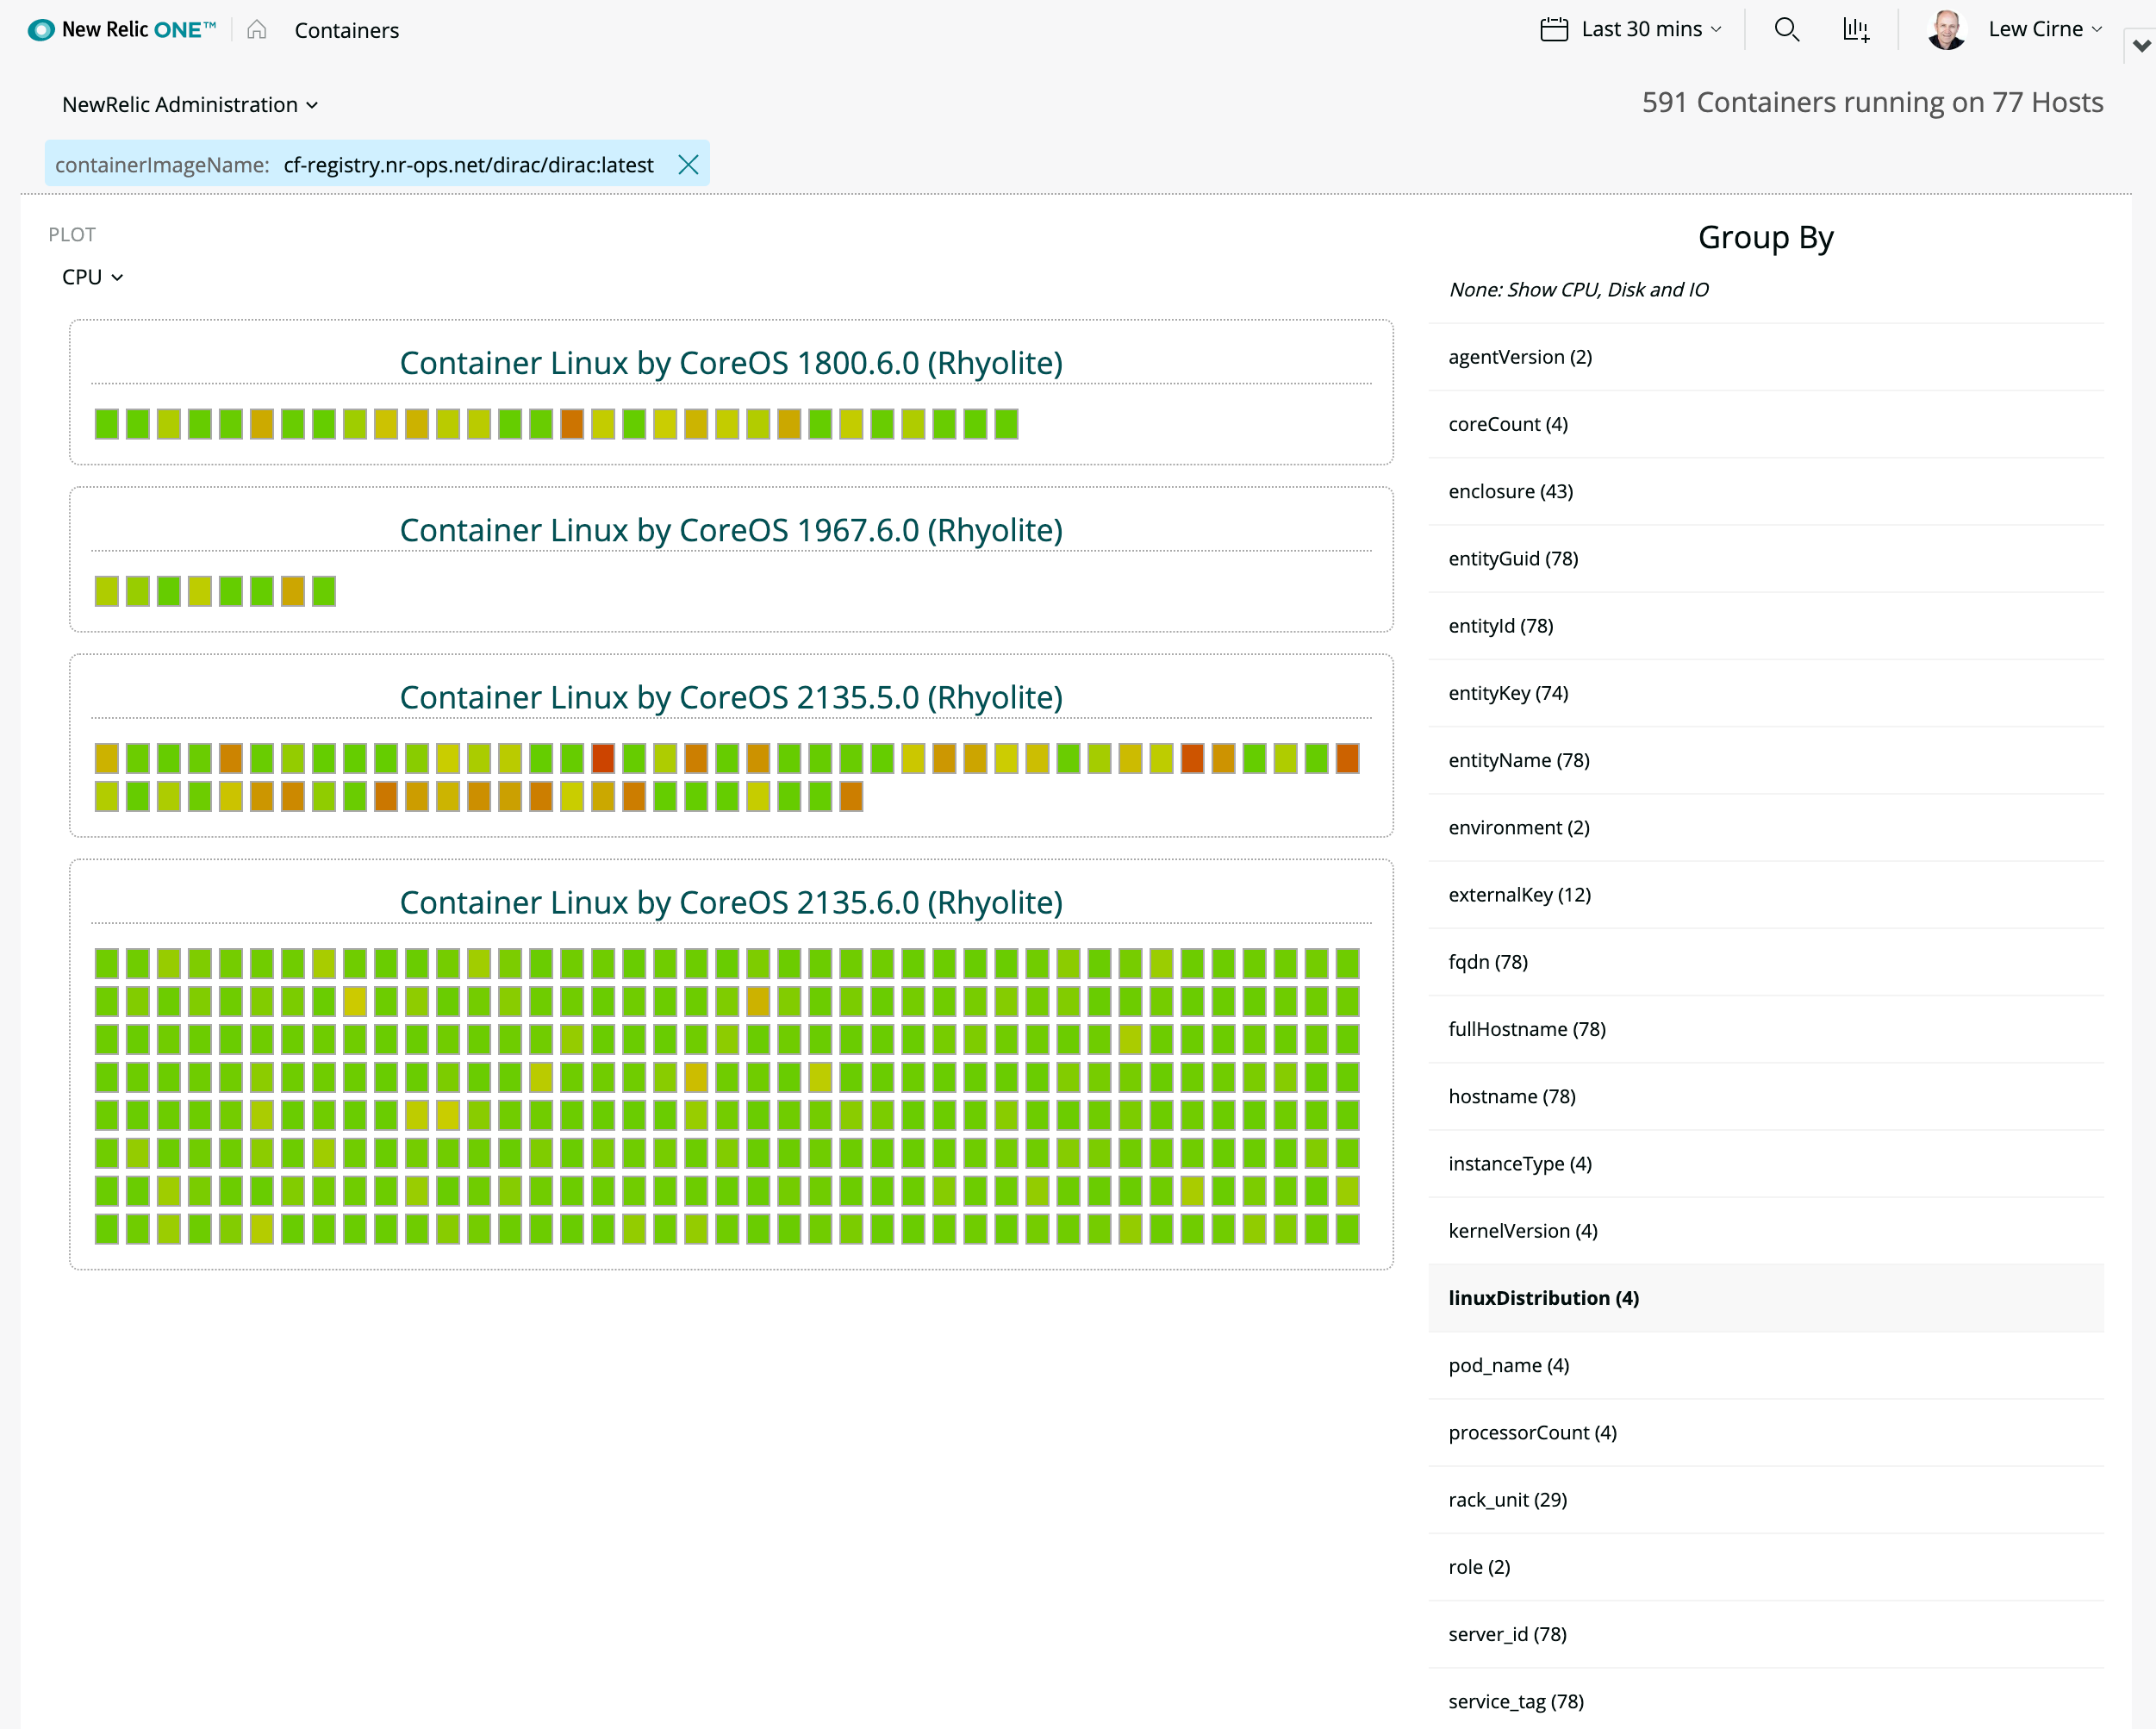 New Relic ONE™
Containers
Last 30 mins
Lew Cirne
NewRelic Administration
591 Containers running on 77 Hosts
containerImageName: cf-registry.nr-ops.net/dirac/dirac:latest
PLOT
CPU
Container Linux by CoreOS 1800.6.0 (Rhyolite)
Container Linux by CoreOS 1967.6.0 (Rhyolite)
Container Linux by CoreOS 2135.5.0 (Rhyolite)
Container Linux by CoreOS 2135.6.0 (Rhyolite)
Group By
None: Show CPU, Disk and IO
agentVersion (2)
coreCount (4)
enclosure (43)
entityGuid (78)
entityId (78)
entityKey (74)
entityName (78)
environment (2)
externalKey (12)
fqdn (78)
fullHostname (78)
hostname (78)
instanceType (4)
kernelVersion (4)
linuxDistribution (4)
pod_name (4)
processorCount (4)
rack_unit (29)
role (2)
server_id (78)
service_tag (78)